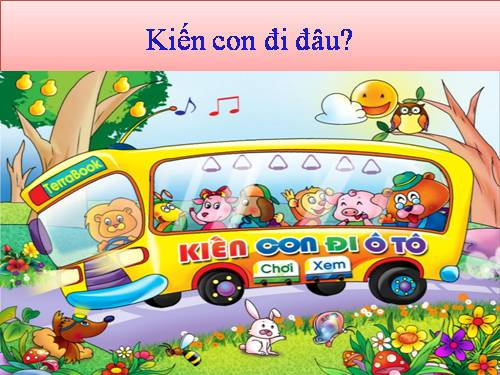 Kiến con đi đâu?
TerraBook
KIẾN CON ĐI Ô TÔ
Chơi Xem